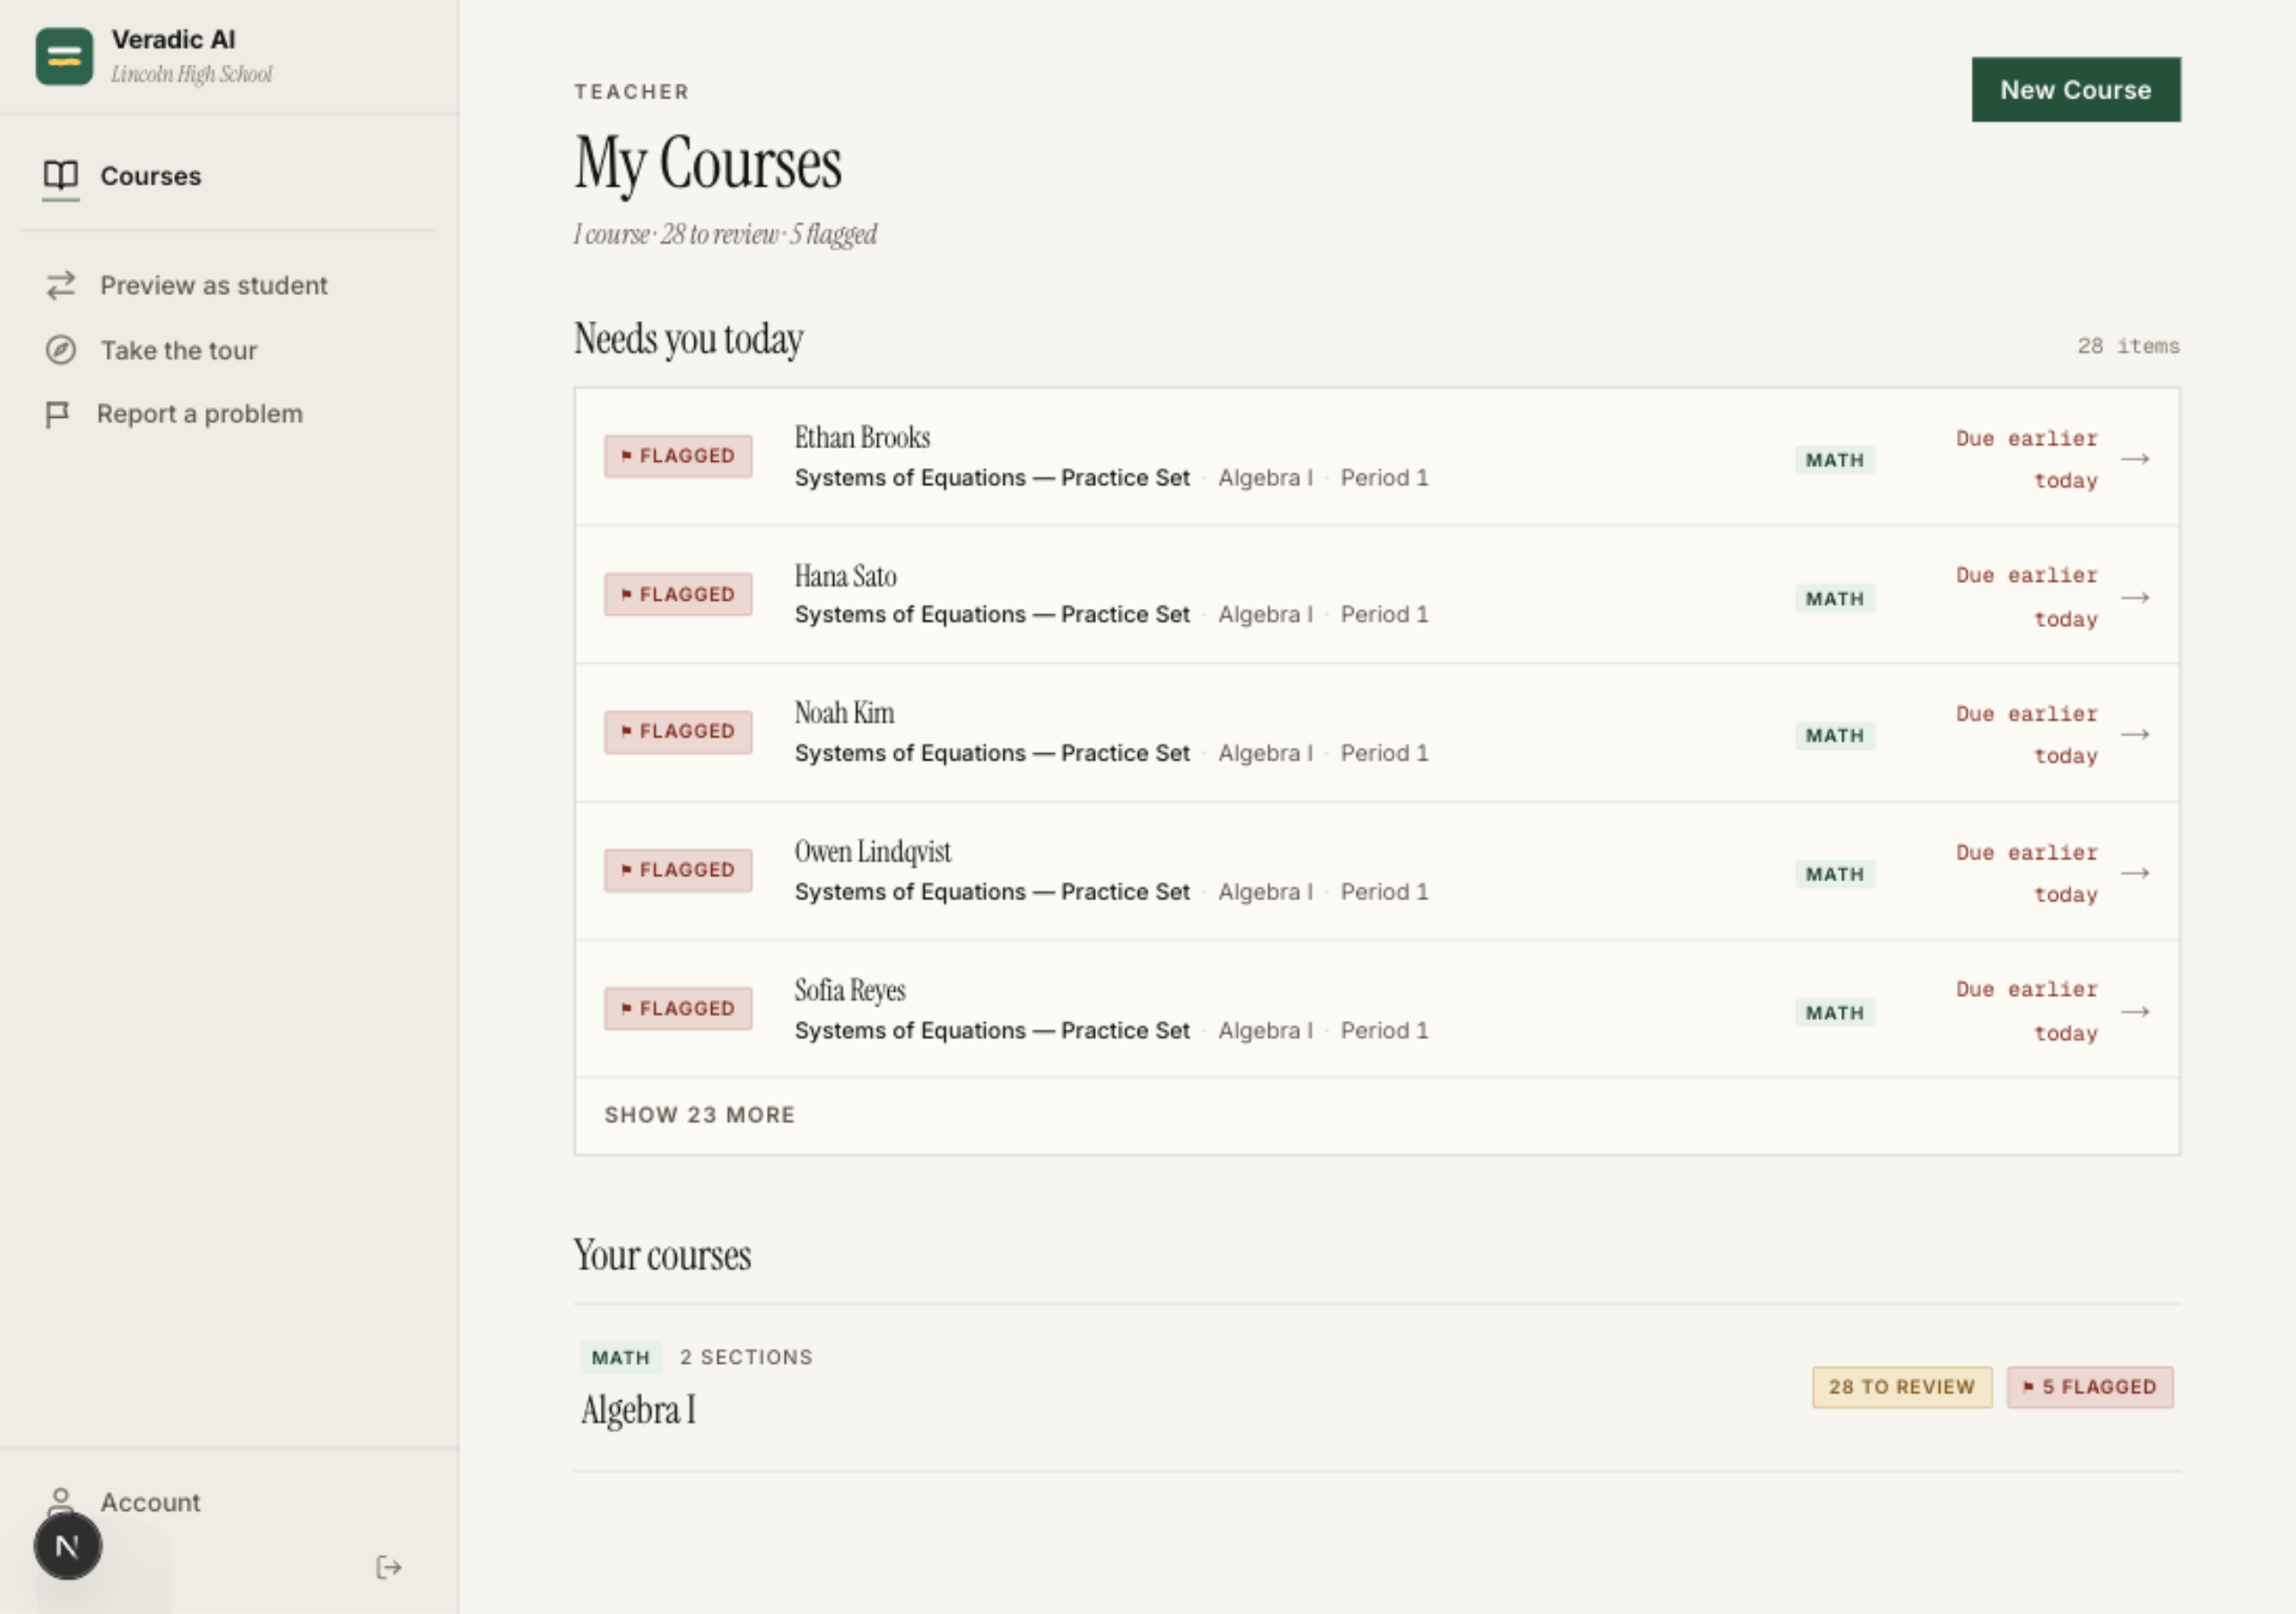 Veradic AI
Lincoln High School
Courses
Preview as student
Take the tour
Report a problem
Account
N
TEACHER
New Course
My Courses
1 course · 28 to review · 5 flagged
Needs you today
28 items
FLAGGED
Ethan Brooks
Systems of Equations — Practice Set · Algebra I · Period 1
MATH
Due earlier
today
FLAGGED
Hana Sato
Systems of Equations — Practice Set · Algebra I · Period 1
MATH
Due earlier
today
FLAGGED
Noah Kim
Systems of Equations — Practice Set · Algebra I · Period 1
MATH
Due earlier
today
FLAGGED
Owen Lindqvist
Systems of Equations — Practice Set · Algebra I · Period 1
MATH
Due earlier
today
FLAGGED
Sofia Reyes
Systems of Equations — Practice Set · Algebra I · Period 1
MATH
Due earlier
today
SHOW 23 MORE
Your courses
MATH 2 SECTIONS
Algebra I
28 TO REVIEW
5 FLAGGED